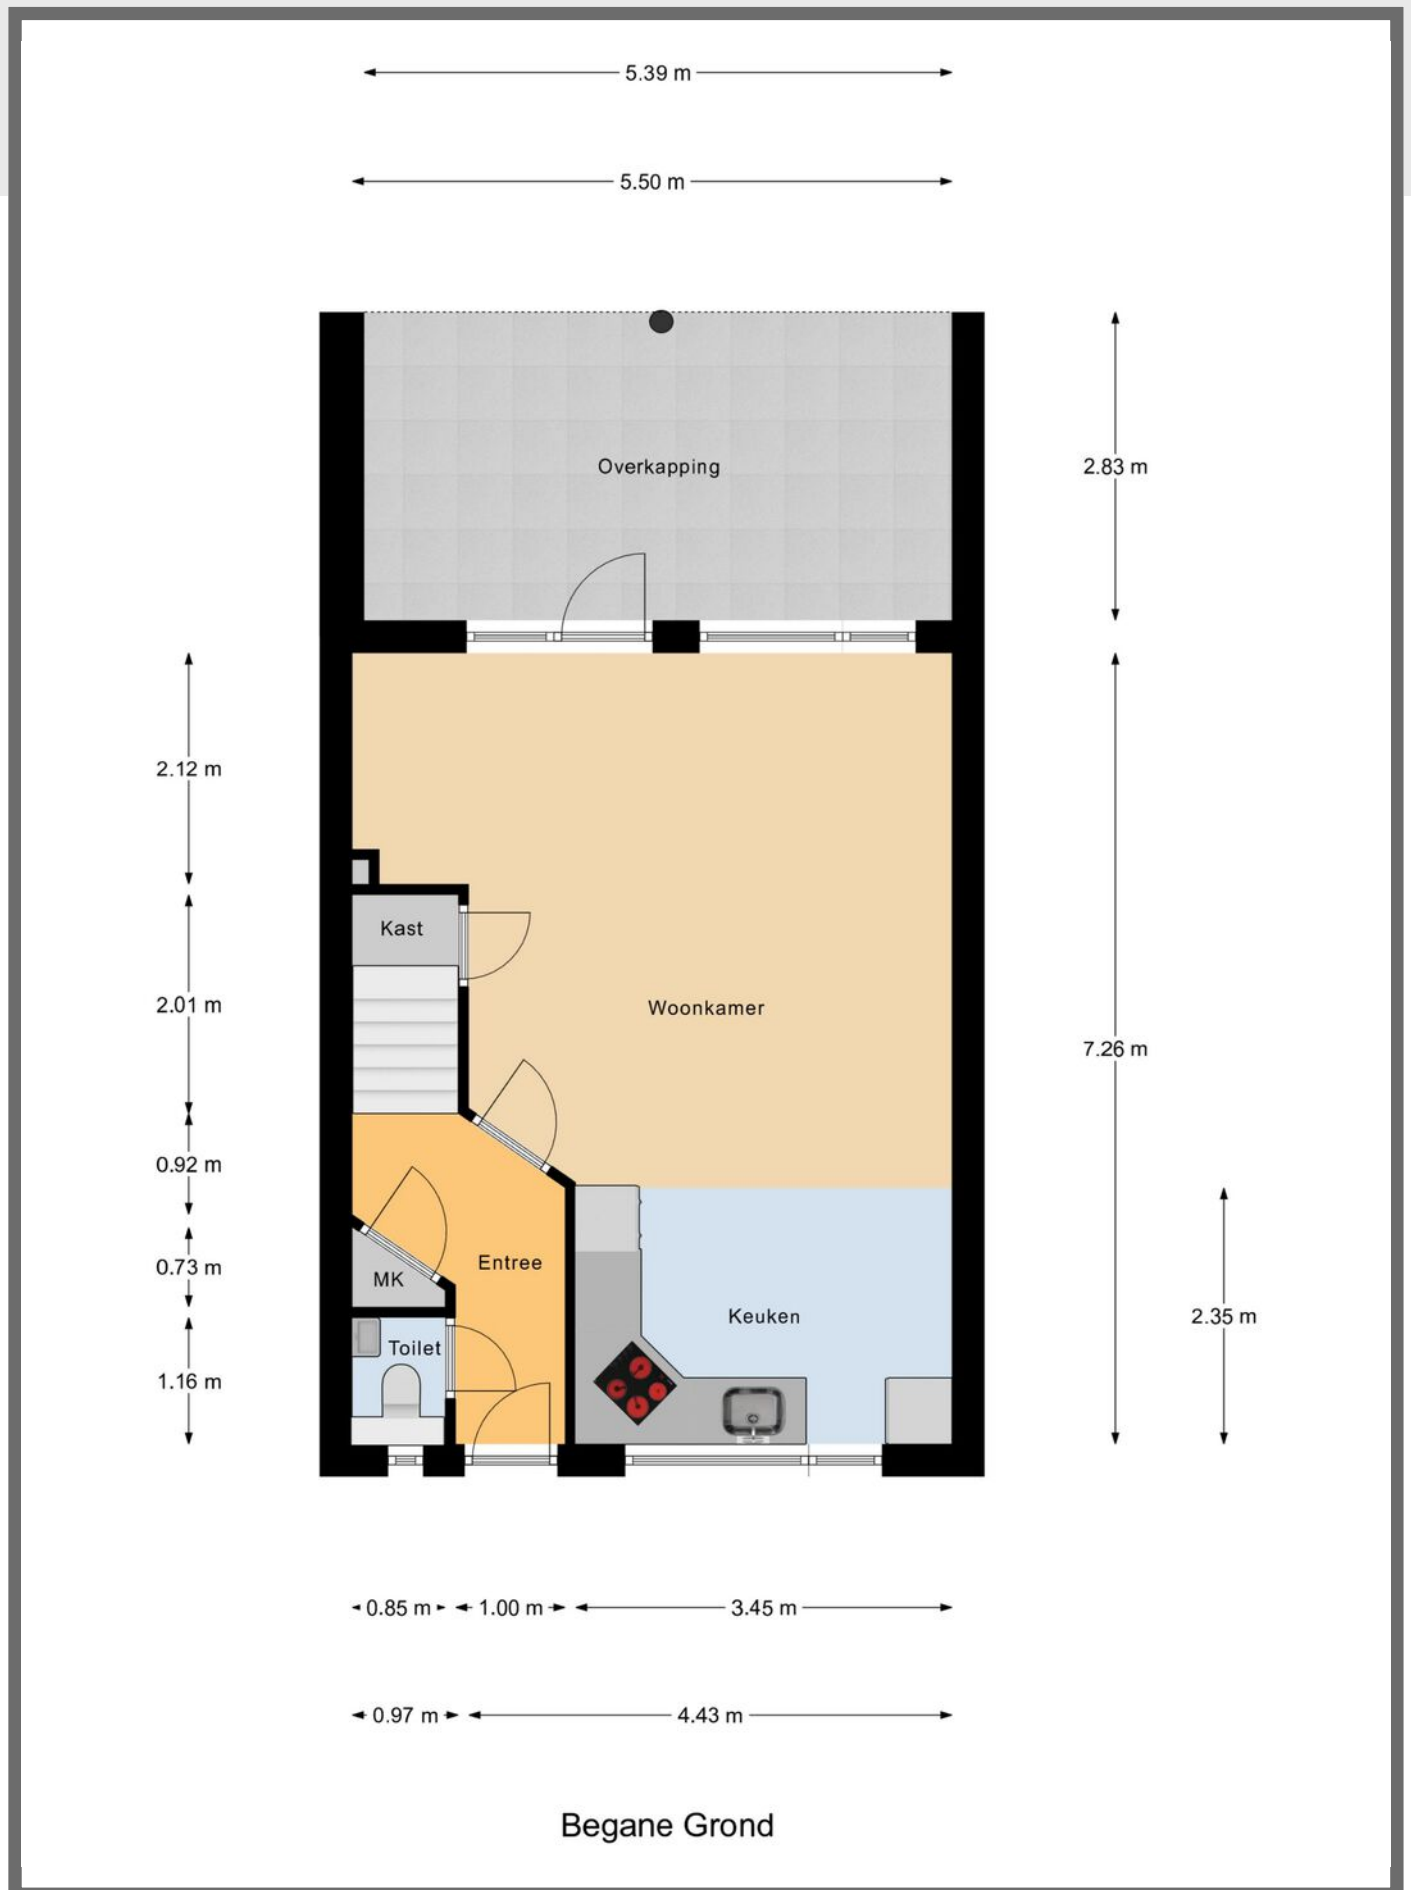 5.39 m
5.50 m
Overkapping
2.83 m
2.12 m
Kast
2.01 m
Woonkamer
7.26 m
0.92 m
Entree
0.73 m
MK
Keuken
2.35 m
Toilet
1.16 m
0.85 m 1.00 m 3.45 m
0.97 m 4.43 m
Begane Grond